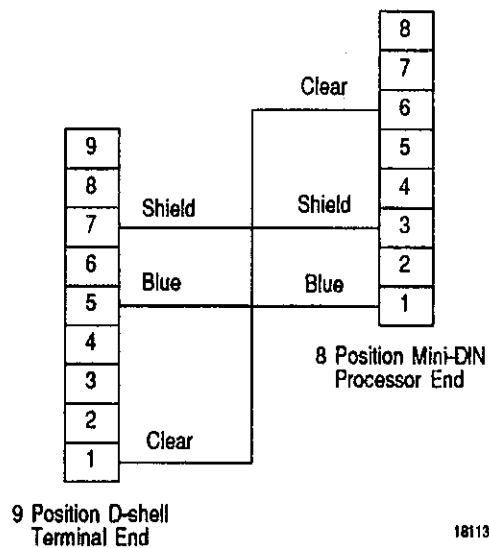 8
7
Clear
6
5
9
8
4
Shield
Shield
7
3
6
2
Blue
Blue
5
1
4
8 Position Mini-DIN
Processor End
3
2
Clear
1
9 Position D-shell
Terminal End
18113